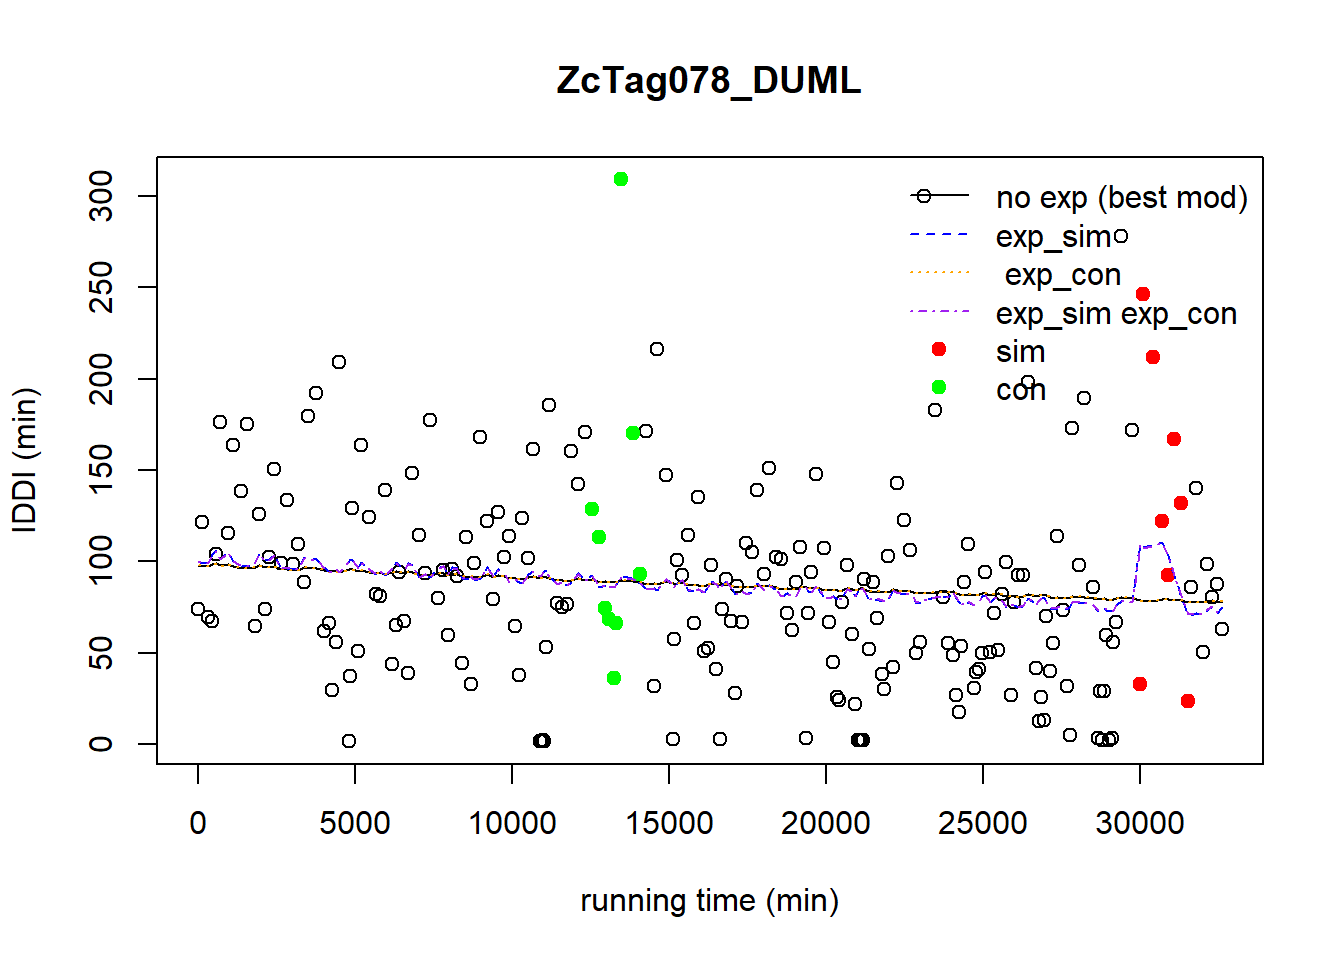 ZcTag078_DUML
IDDI (min)
300
250
200
150
100
50
0
no exp (best mod)
exp_sim
exp_con
exp_sim exp_con
sim
con
0 5000 10000 15000 20000 25000 30000
running time (min)